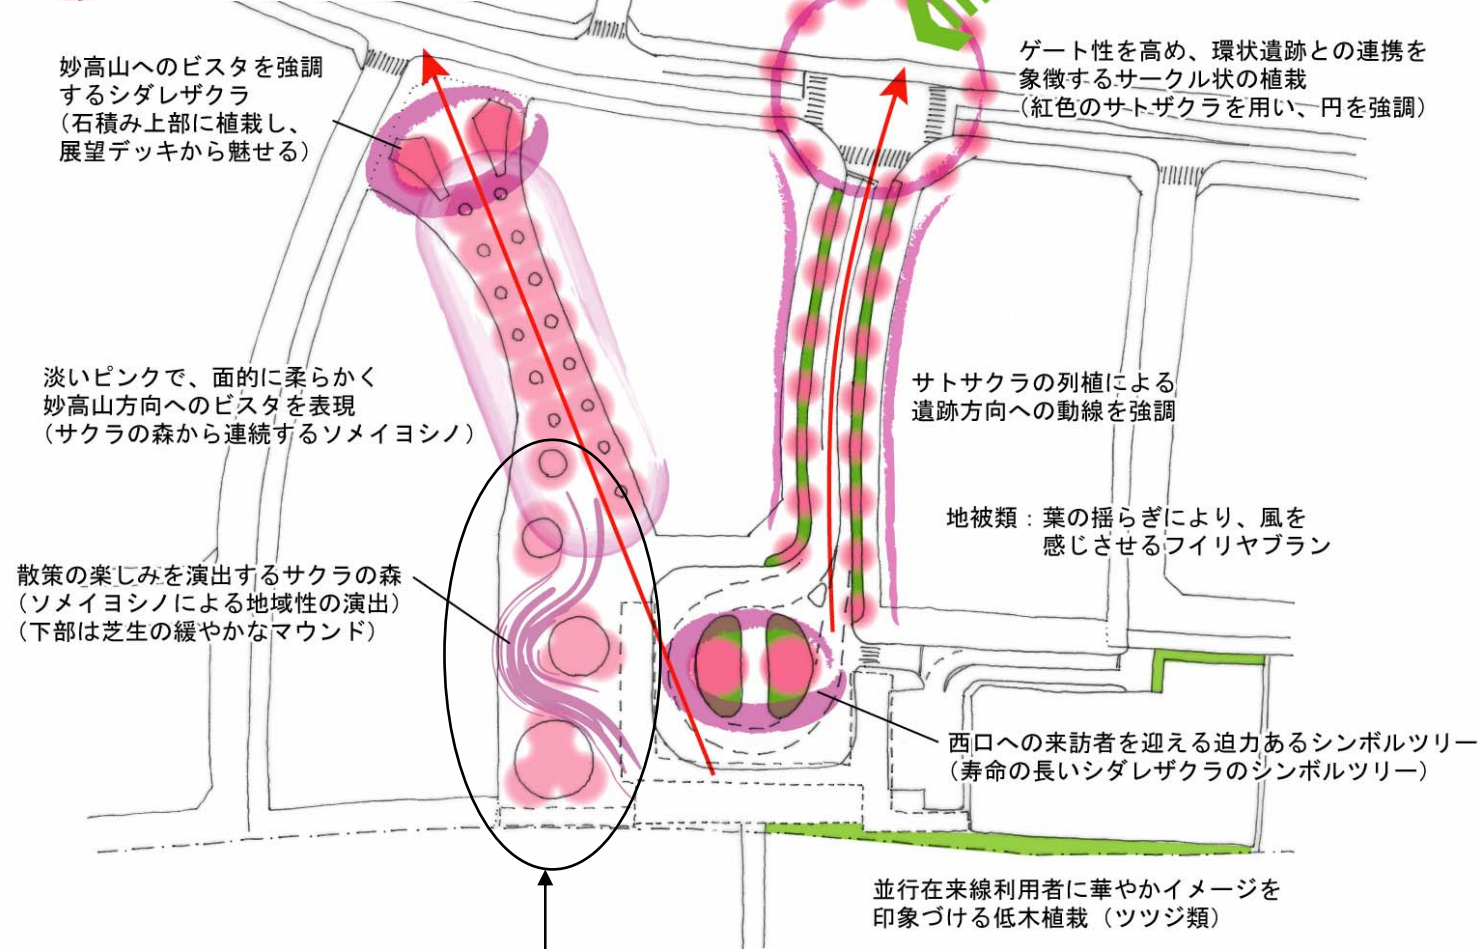 妙高山へのビスタを強調
するシダレザクラ
（石積み上部に植栽し、
展望デッキから魅せる）
ゲート性を高め、環状遺跡との連携を
象徴するサークル状の植栽
（紅色のサトザクラを用い、円を強調）
淡いピンクで、面的に柔らかく
妙高山方向へのビスタを表現
（サクラの森から連続するソメイヨシノ）
サトサクラの列植による
遺跡方向への動線を強調
地被類：葉の揺らぎにより、風を
感じさせるフイリヤブラン
散策の楽しみを演出するサクラの森
（ソメイヨシノによる地域性の演出）
（下部は芝生の緩やかなマウンド）
西口への来訪者を迎える迫力あるシンボルツリー
（寿命の長いシダレザクラのシンボルツリー）
並行在来線利用者に華やかイメージを
印象づける低木植栽（ツツジ類）